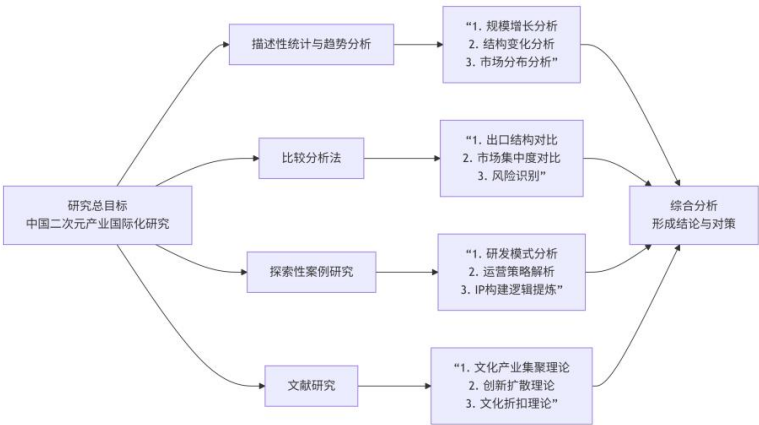 研究总目标
中国二次元产业国际化研究
描述性统计与趋势分析
“1. 规模增长分析
2. 结构变化分析
3. 市场分布分析”
比较分析法
“1. 出口结构对比
2. 市场集中度对比
3. 风险识别”
探索性案例研究
“1. 研发模式分析
2. 运营策略解析
3. IP构建逻辑提炼”
文献研究
“1. 文化产业集聚理论
2. 创新扩散理论
3. 文化折扣理论”
综合分析
形成结论与对策